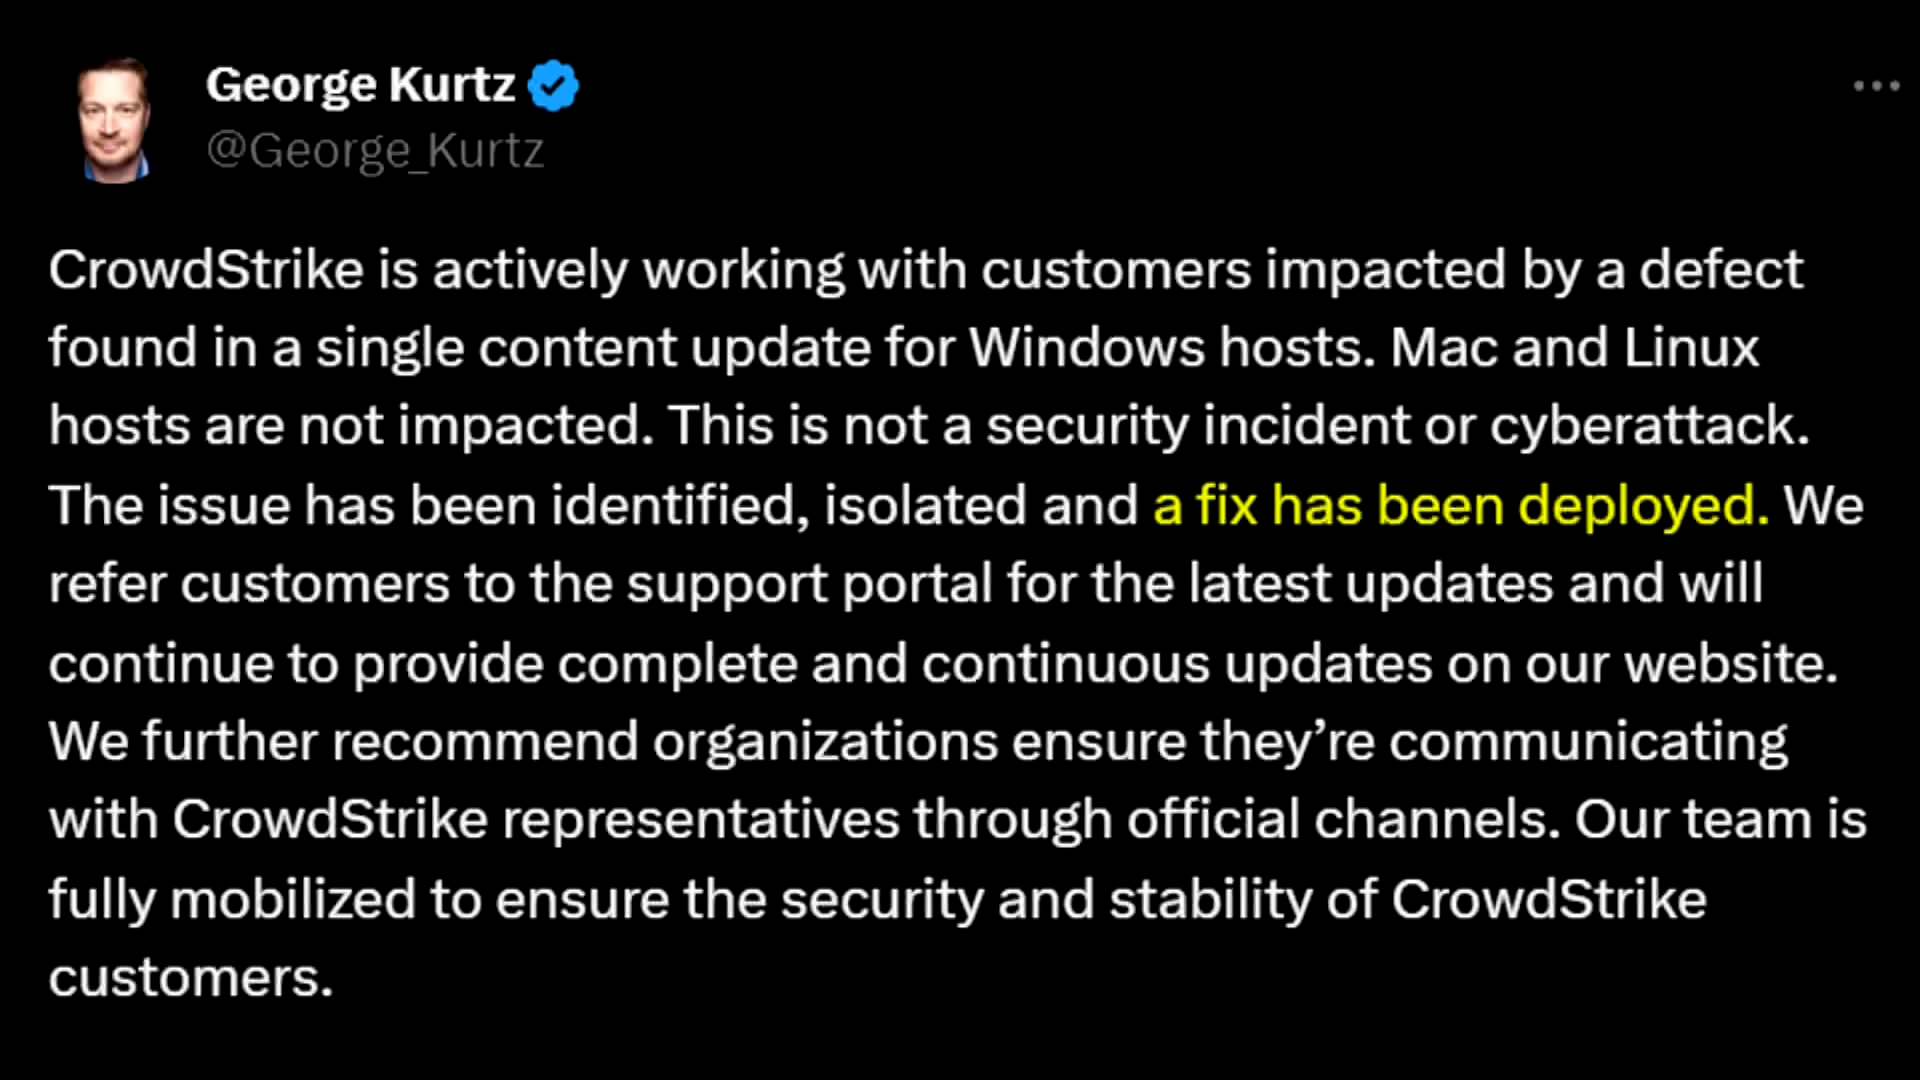 George Kurtz
@George_Kurtz
CrowdStrike is actively working with customers impacted by a defect
found in a single content update for Windows hosts. Mac and Linux
hosts are not impacted. This is not a security incident or cyberattack.
The issue has been identified, isolated and a fix has been deployed. We
refer customers to the support portal for the latest updates and will
continue to provide complete and continuous updates on our website.
We further recommend organizations ensure they’re communicating
with CrowdStrike representatives through official channels. Our team is
fully mobilized to ensure the security and stability of CrowdStrike
customers.